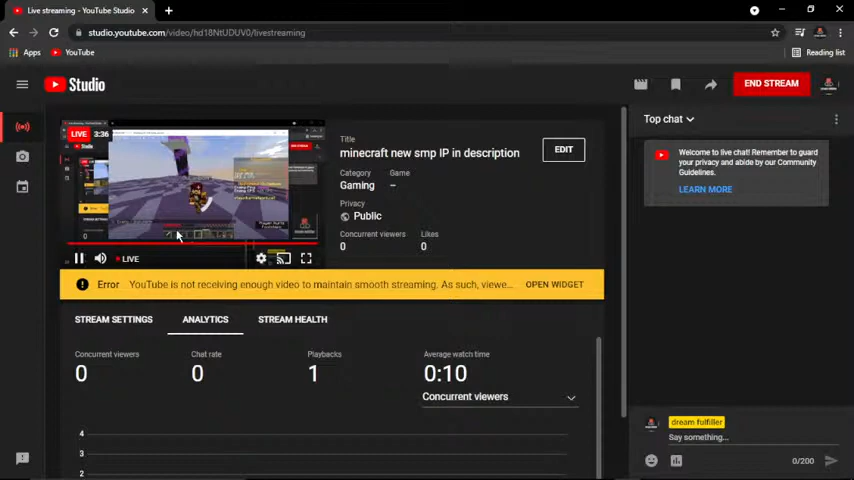 Live streaming - YouTube Studio
studio.youtube.com/video/hd18NtUDUV0/livestreaming
Apps
YouTube
Reading list
Studio
END STREAM
LIVE 3:36
LIVE
Title
minecraft new smp IP in description
EDIT
Category Game
Gaming –
Privacy
Public
Concurrent viewers Likes
0 0
Error YouTube is not receiving enough video to maintain smooth streaming. As such, viewe... OPEN WIDGET
STREAM SETTINGS ANALYTICS STREAM HEALTH
Concurrent viewers Chat rate Playbacks Average watch time
0 0 1 0:10
Concurrent viewers
4
3
2
Top chat
Welcome to live chat! Remember to guard
your privacy and abide by our Community
Guidelines.
LEARN MORE
dream fulfiller
Say something...
0/200